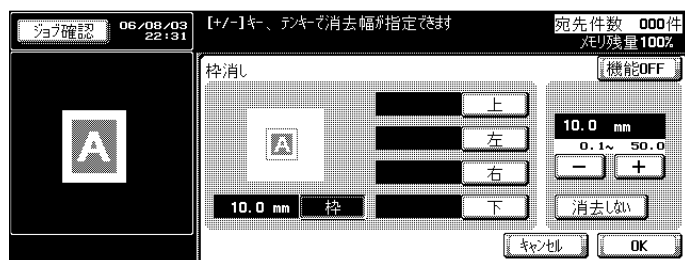 ジョブ確認
06/08/03
22:31
[+/-]キー、テンキーで消去幅が指定できます
宛先件数 000件
メモリ残量100%
枠消し
機能OFF
A
A
上
左
右
10.0 mm 枠
下
10.0 mm
0.1~ 50.0
− +
消去しない
キャンセル
OK